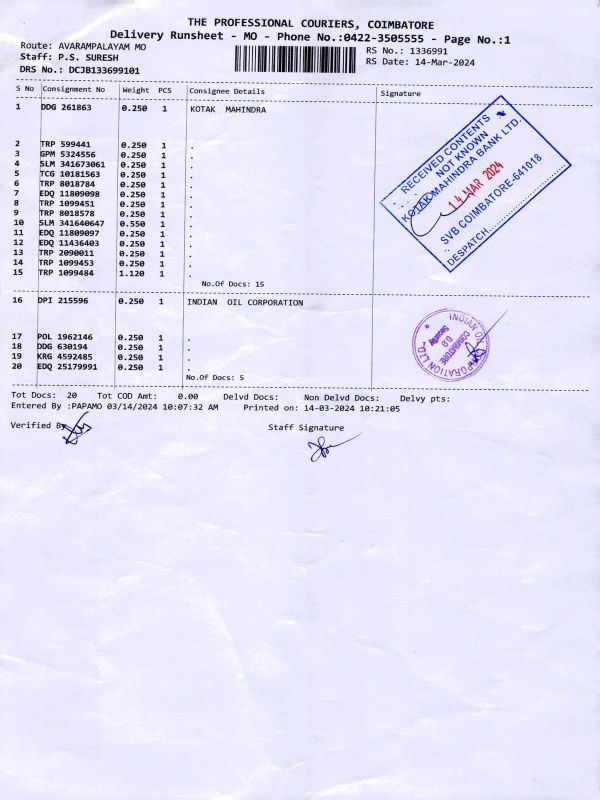 THE PROFESSIONAL COURIERS, COIMBATORE
Delivery Runsheet - MO - Phone No.:0422-3505555 - Page No.:1
Route: AVARAMPALAYAM MO
RS No.: 1336991
Staff: P.S. SURESH
RS Date: 14-Mar-2024
DRS No.: DCJB133699101
S No Consignment No Weight PCS Consignee Details Signature
1 DDG 261863 0.250 1 KOTAK MAHINDRA
2 TRP 599441 0.250 1 .
3 GPM 5324556 0.250 1 .
4 SLM 341673061 0.250 1 .
5 TCG 10181563 0.250 1 .
6 TRP 8018784 0.250 1 .
7 EDQ 11809098 0.250 1 .
8 TRP 1099451 0.250 1 .
9 TRP 8018578 0.250 1 .
10 SLM 341640647 0.550 1 .
11 EDQ 11809097 0.250 1 .
12 EDQ 11436403 0.250 1 .
13 TRP 2090011 0.250 1 .
14 TRP 1099453 0.250 1 .
15 TRP 1099484 1.120 1 .
No.Of Docs: 15
RECEIVED CONTENTS
NOT KNOWN
KOTAK MAHINDRA BANK LTD.
14 MAR 2024
SVB COIMBATORE-641018
DESPATCH....................
16 DPI 215596 0.250 1 INDIAN OIL CORPORATION
17 POL 1962146 0.250 1 .
18 DDG 630194 0.250 1 .
19 KRG 4592485 0.250 1 .
20 EDQ 25179991 0.250 1 .
No.Of Docs: 5
INDIAN OIL CORPORATION LTD.
Security
COIMBATORE
Tot Docs: 20 Tot COD Amt: 0.00 Delvd Docs: Non Delvd Docs: Delvy pts:
Entered By :PAPAMO 03/14/2024 10:07:32 AM Printed on: 14-03-2024 10:21:05
Verified By
Staff Signature